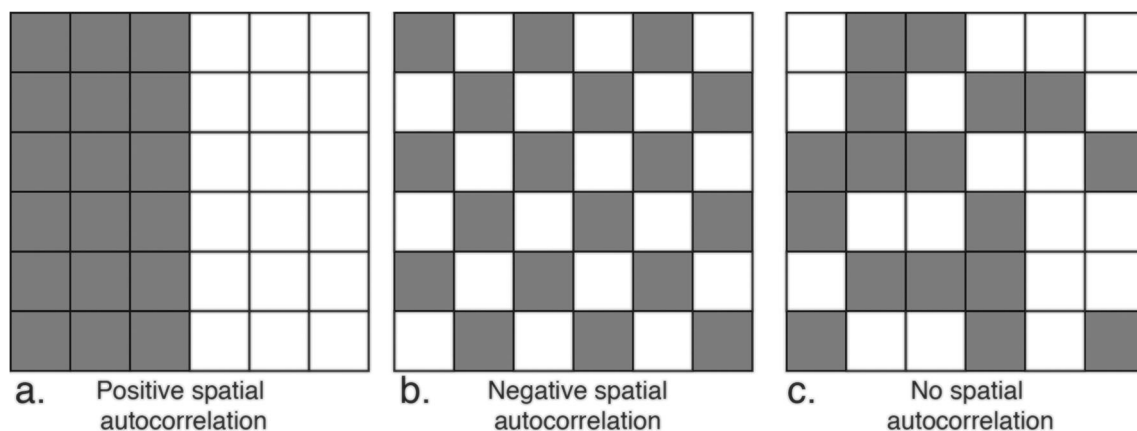 a. Positive spatial
autocorrelation
b. Negative spatial
autocorrelation
c. No spatial
autocorrelation